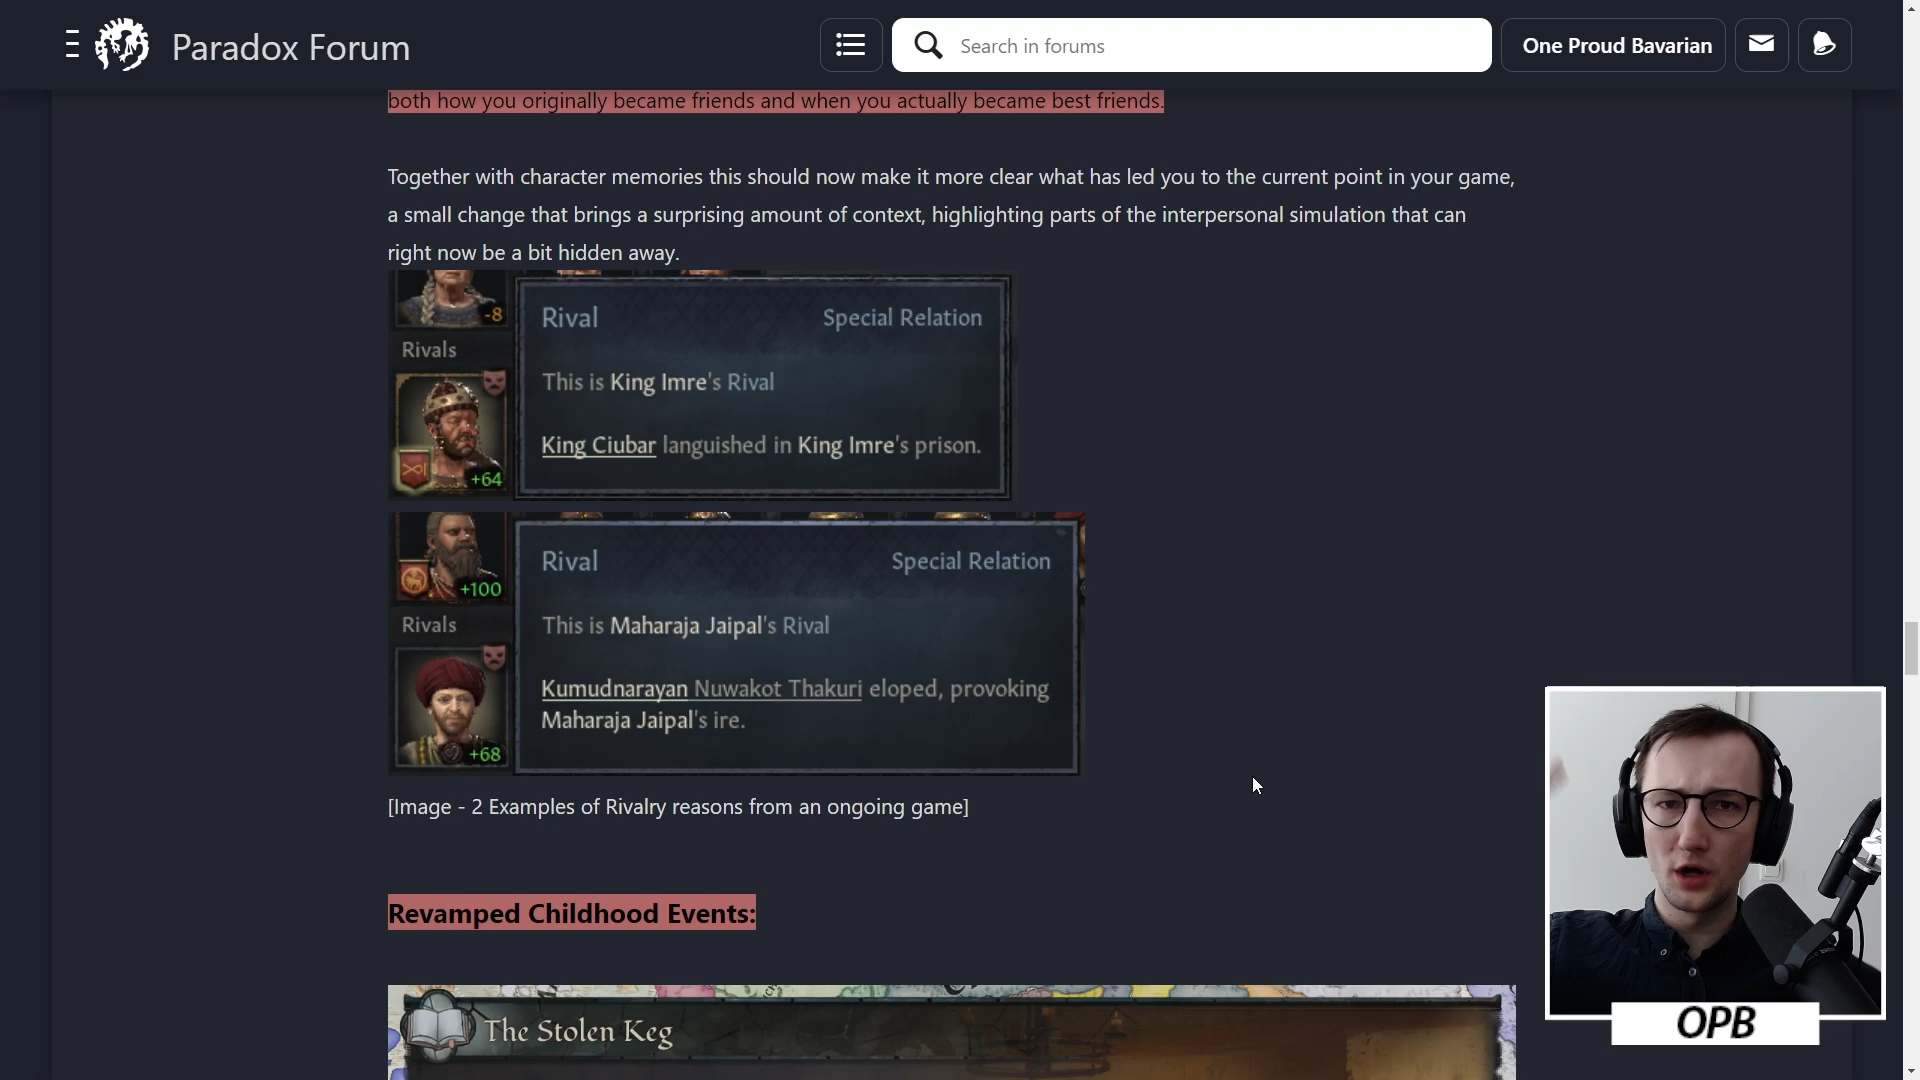 Paradox Forum
Search in forums
One Proud Bavarian
both how you originally became friends and when you actually became best friends.
Together with character memories this should now make it more clear what has led you to the current point in your game,
a small change that brings a surprising amount of context, highlighting parts of the interpersonal simulation that can
right now be a bit hidden away.
-8
Rivals
+64
Rival
Special Relation
This is King Imre's Rival
King Ciubar languished in King Imre's prison.
+100
Rivals
+68
Rival
Special Relation
This is Maharaja Jaipal's Rival
Kumudnarayan Nuwakot Thakuri eloped, provoking
Maharaja Jaipal's ire.
[Image - 2 Examples of Rivalry reasons from an ongoing game]
Revamped Childhood Events:
The Stolen Keg
OPB